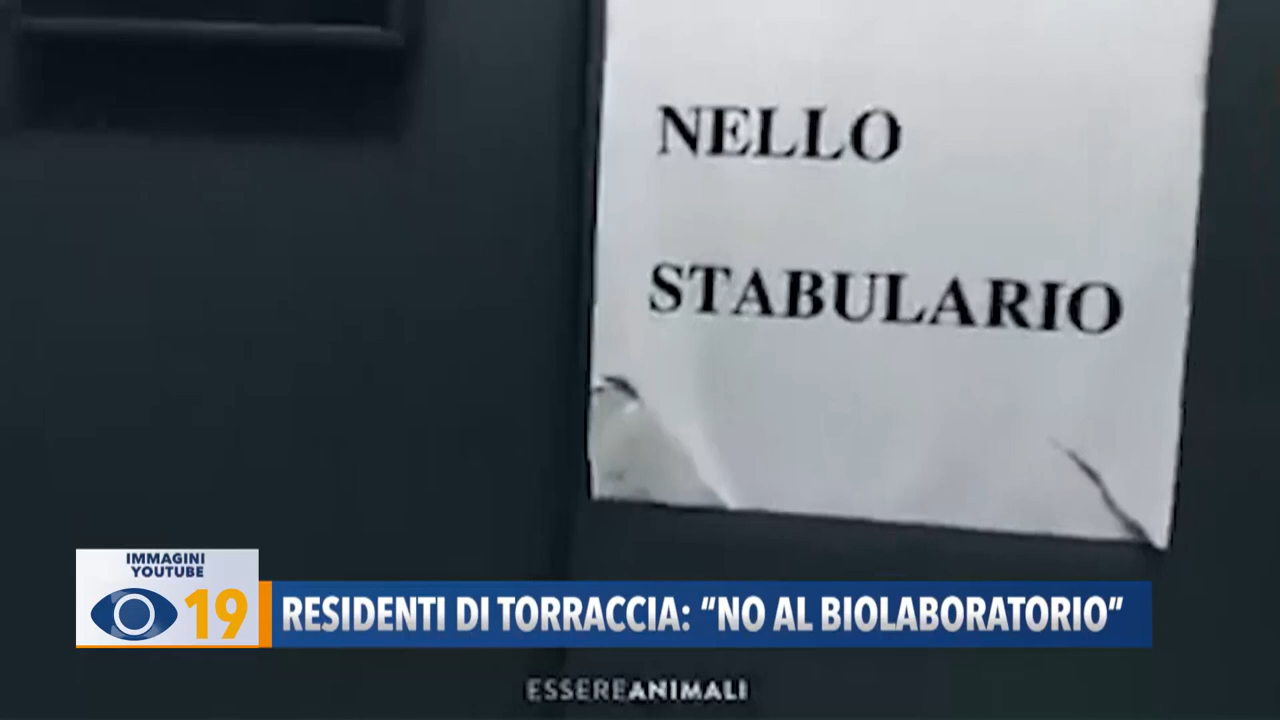 NELLO
STABULARIO
IMMAGINI
YOUTUBE
19
RESIDENTI DI TORRACCIA: “NO AL BIOLABORATORIO”
ESSEREANIMALI